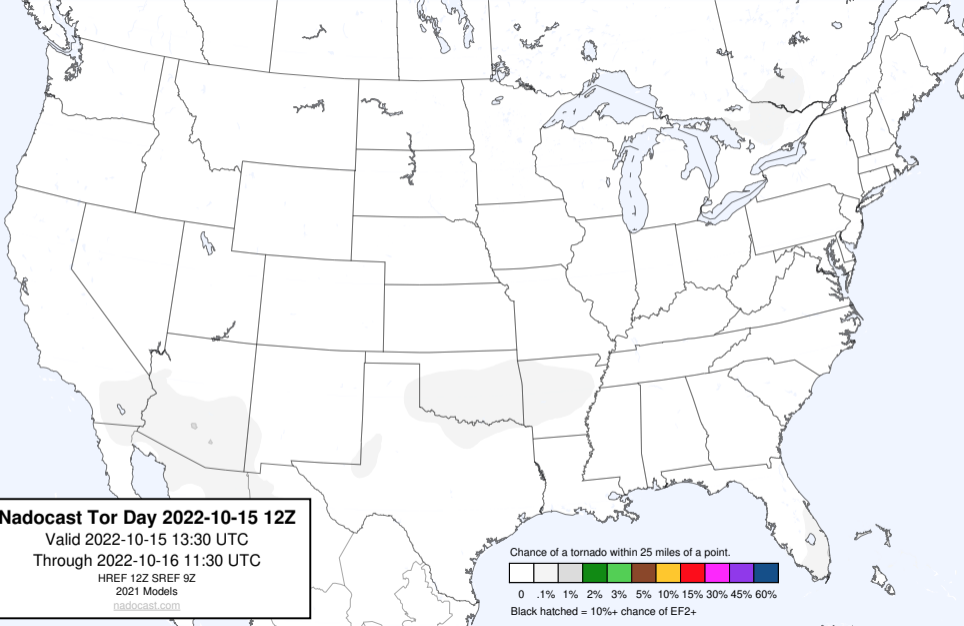 Nadocast Tor Day 2022-10-15 12Z
Valid 2022-10-15 13:30 UTC
Through 2022-10-16 11:30 UTC
HREF 12Z SREF 9Z
2021 Models
nadocast.com
Chance of a tornado within 25 miles of a point.
0 .1% 1% 2% 3% 5% 10% 15% 30% 45% 60%
Black hatched = 10%+ chance of EF2+